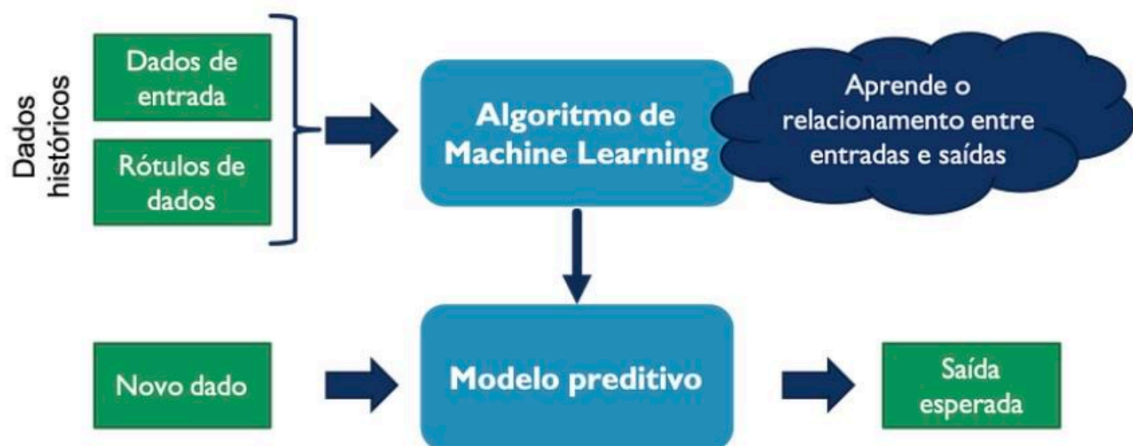 Dados
históricos
Dados de
entrada
Rótulos de
dados
Algoritmo de
Machine Learning
Aprende o
relacionamento entre
entradas e saídas
Novo dado
Modelo preditivo
Saída
esperada